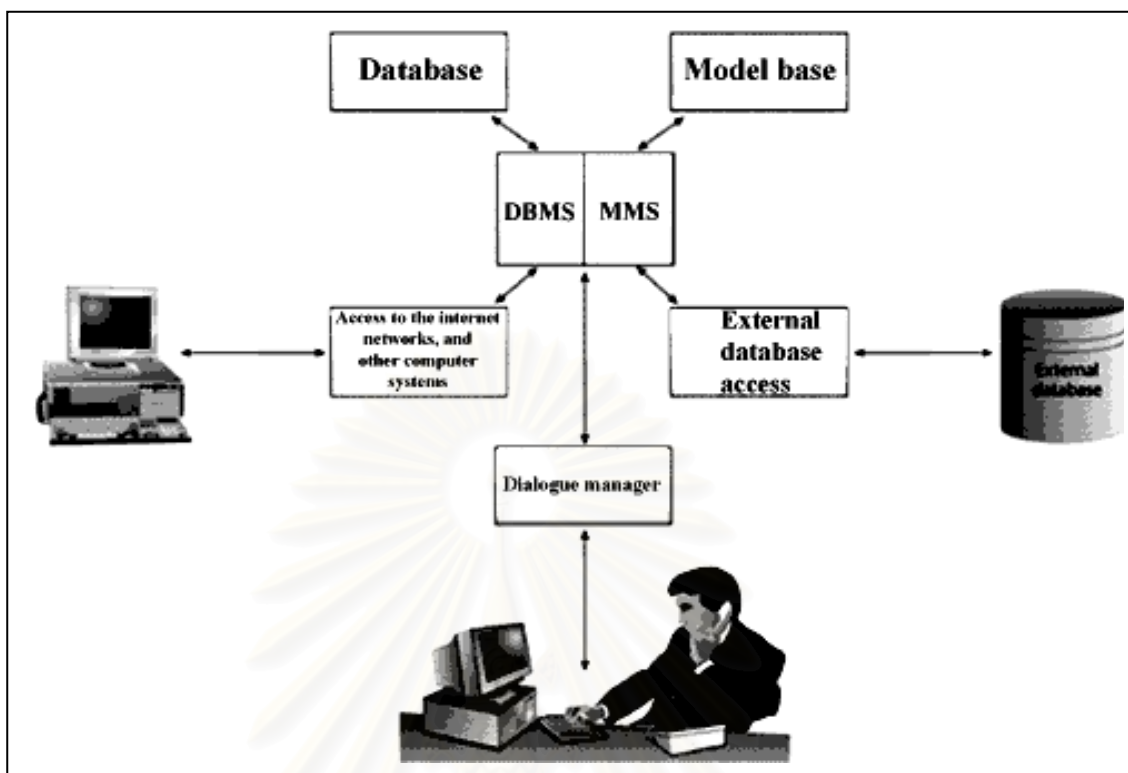 Database
Model base
DBMS
MMS
Access to the internet
networks, and
other computer
systems
External
database
access
External
database
Dialogue manager